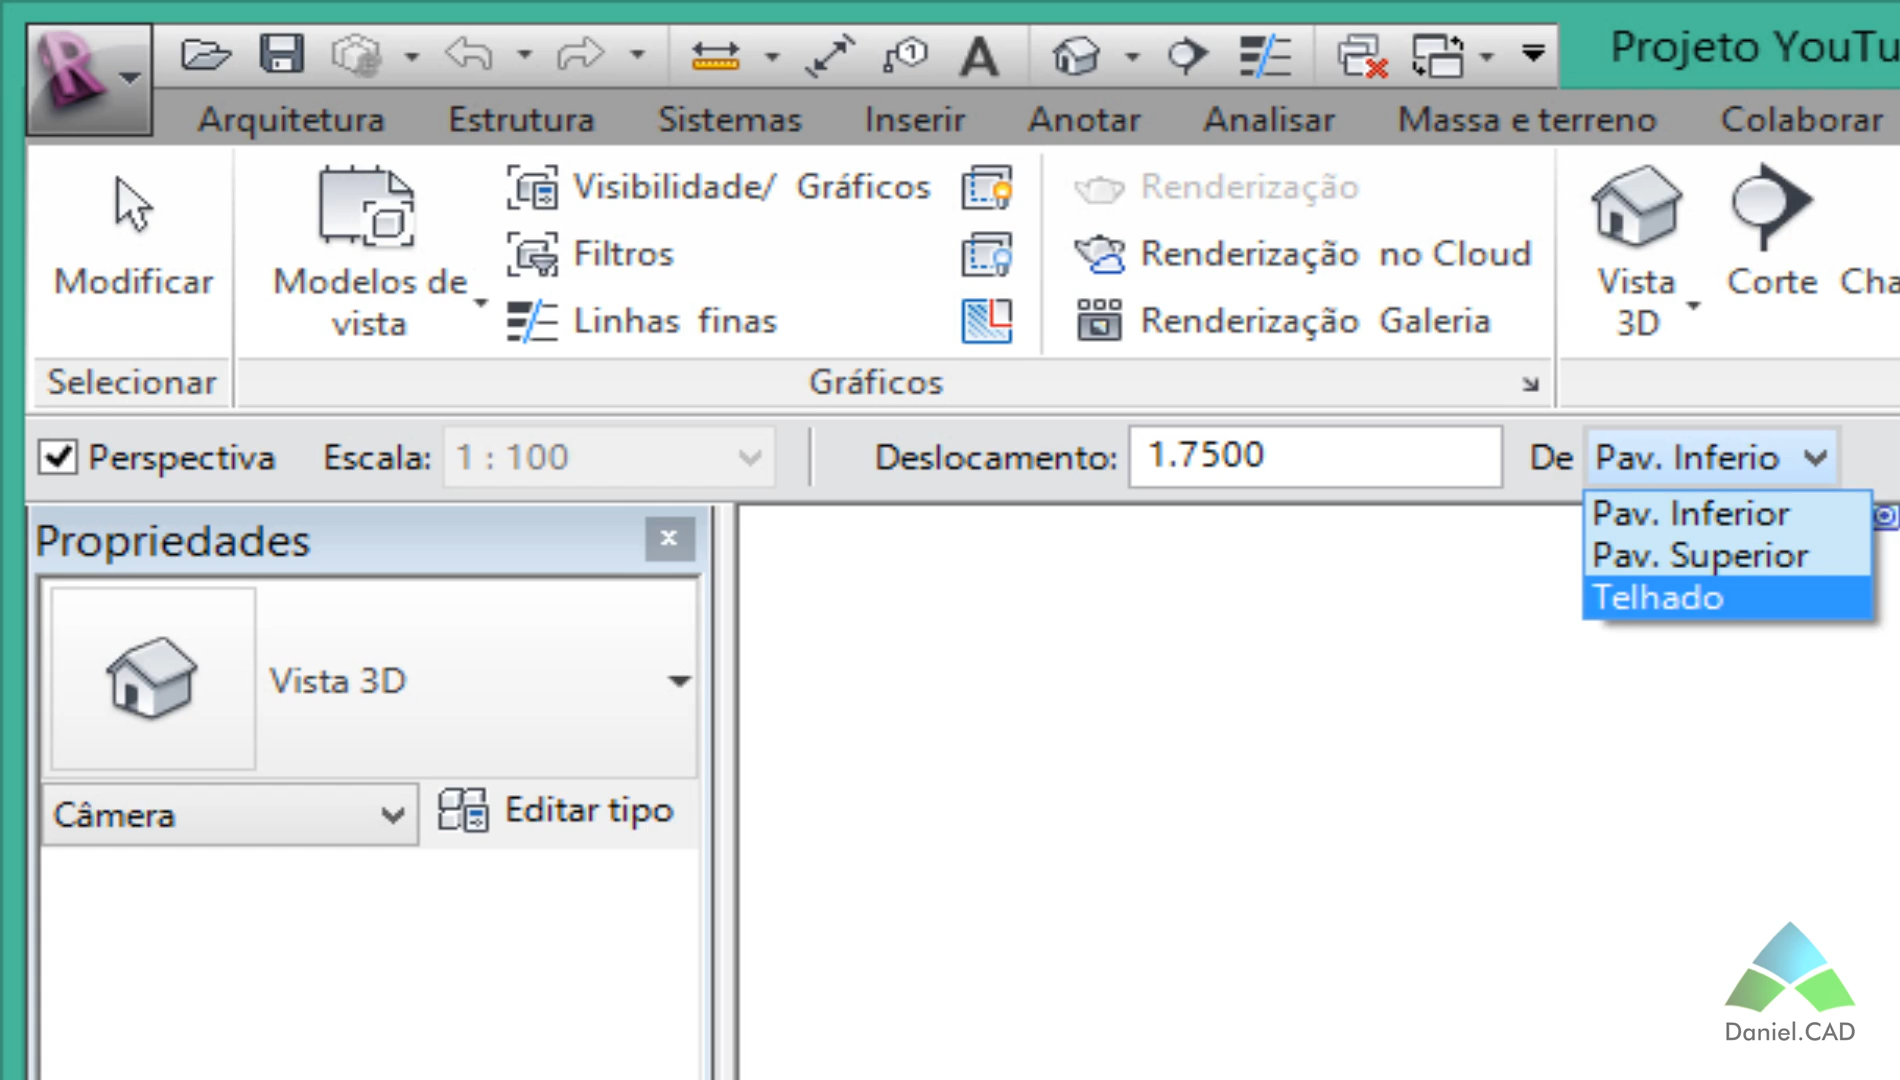 Projeto YouTu
Arquitetura Estrutura Sistemas Inserir Anotar Analisar Massa e terreno Colaborar
Modificar
Modelos de
vista
Visibilidade/ Gráficos
Filtros
Linhas finas
Renderização
Renderização no Cloud
Renderização Galeria
Vista
3D
Corte
Cha
Selecionar
Gráficos
Perspectiva Escala: 1 : 100 Deslocamento: 1.7500 De Pav. Inferio
Pav. Inferior
Pav. Superior
Telhado
Propriedades
Vista 3D
Câmera
Editar tipo
Daniel.CAD